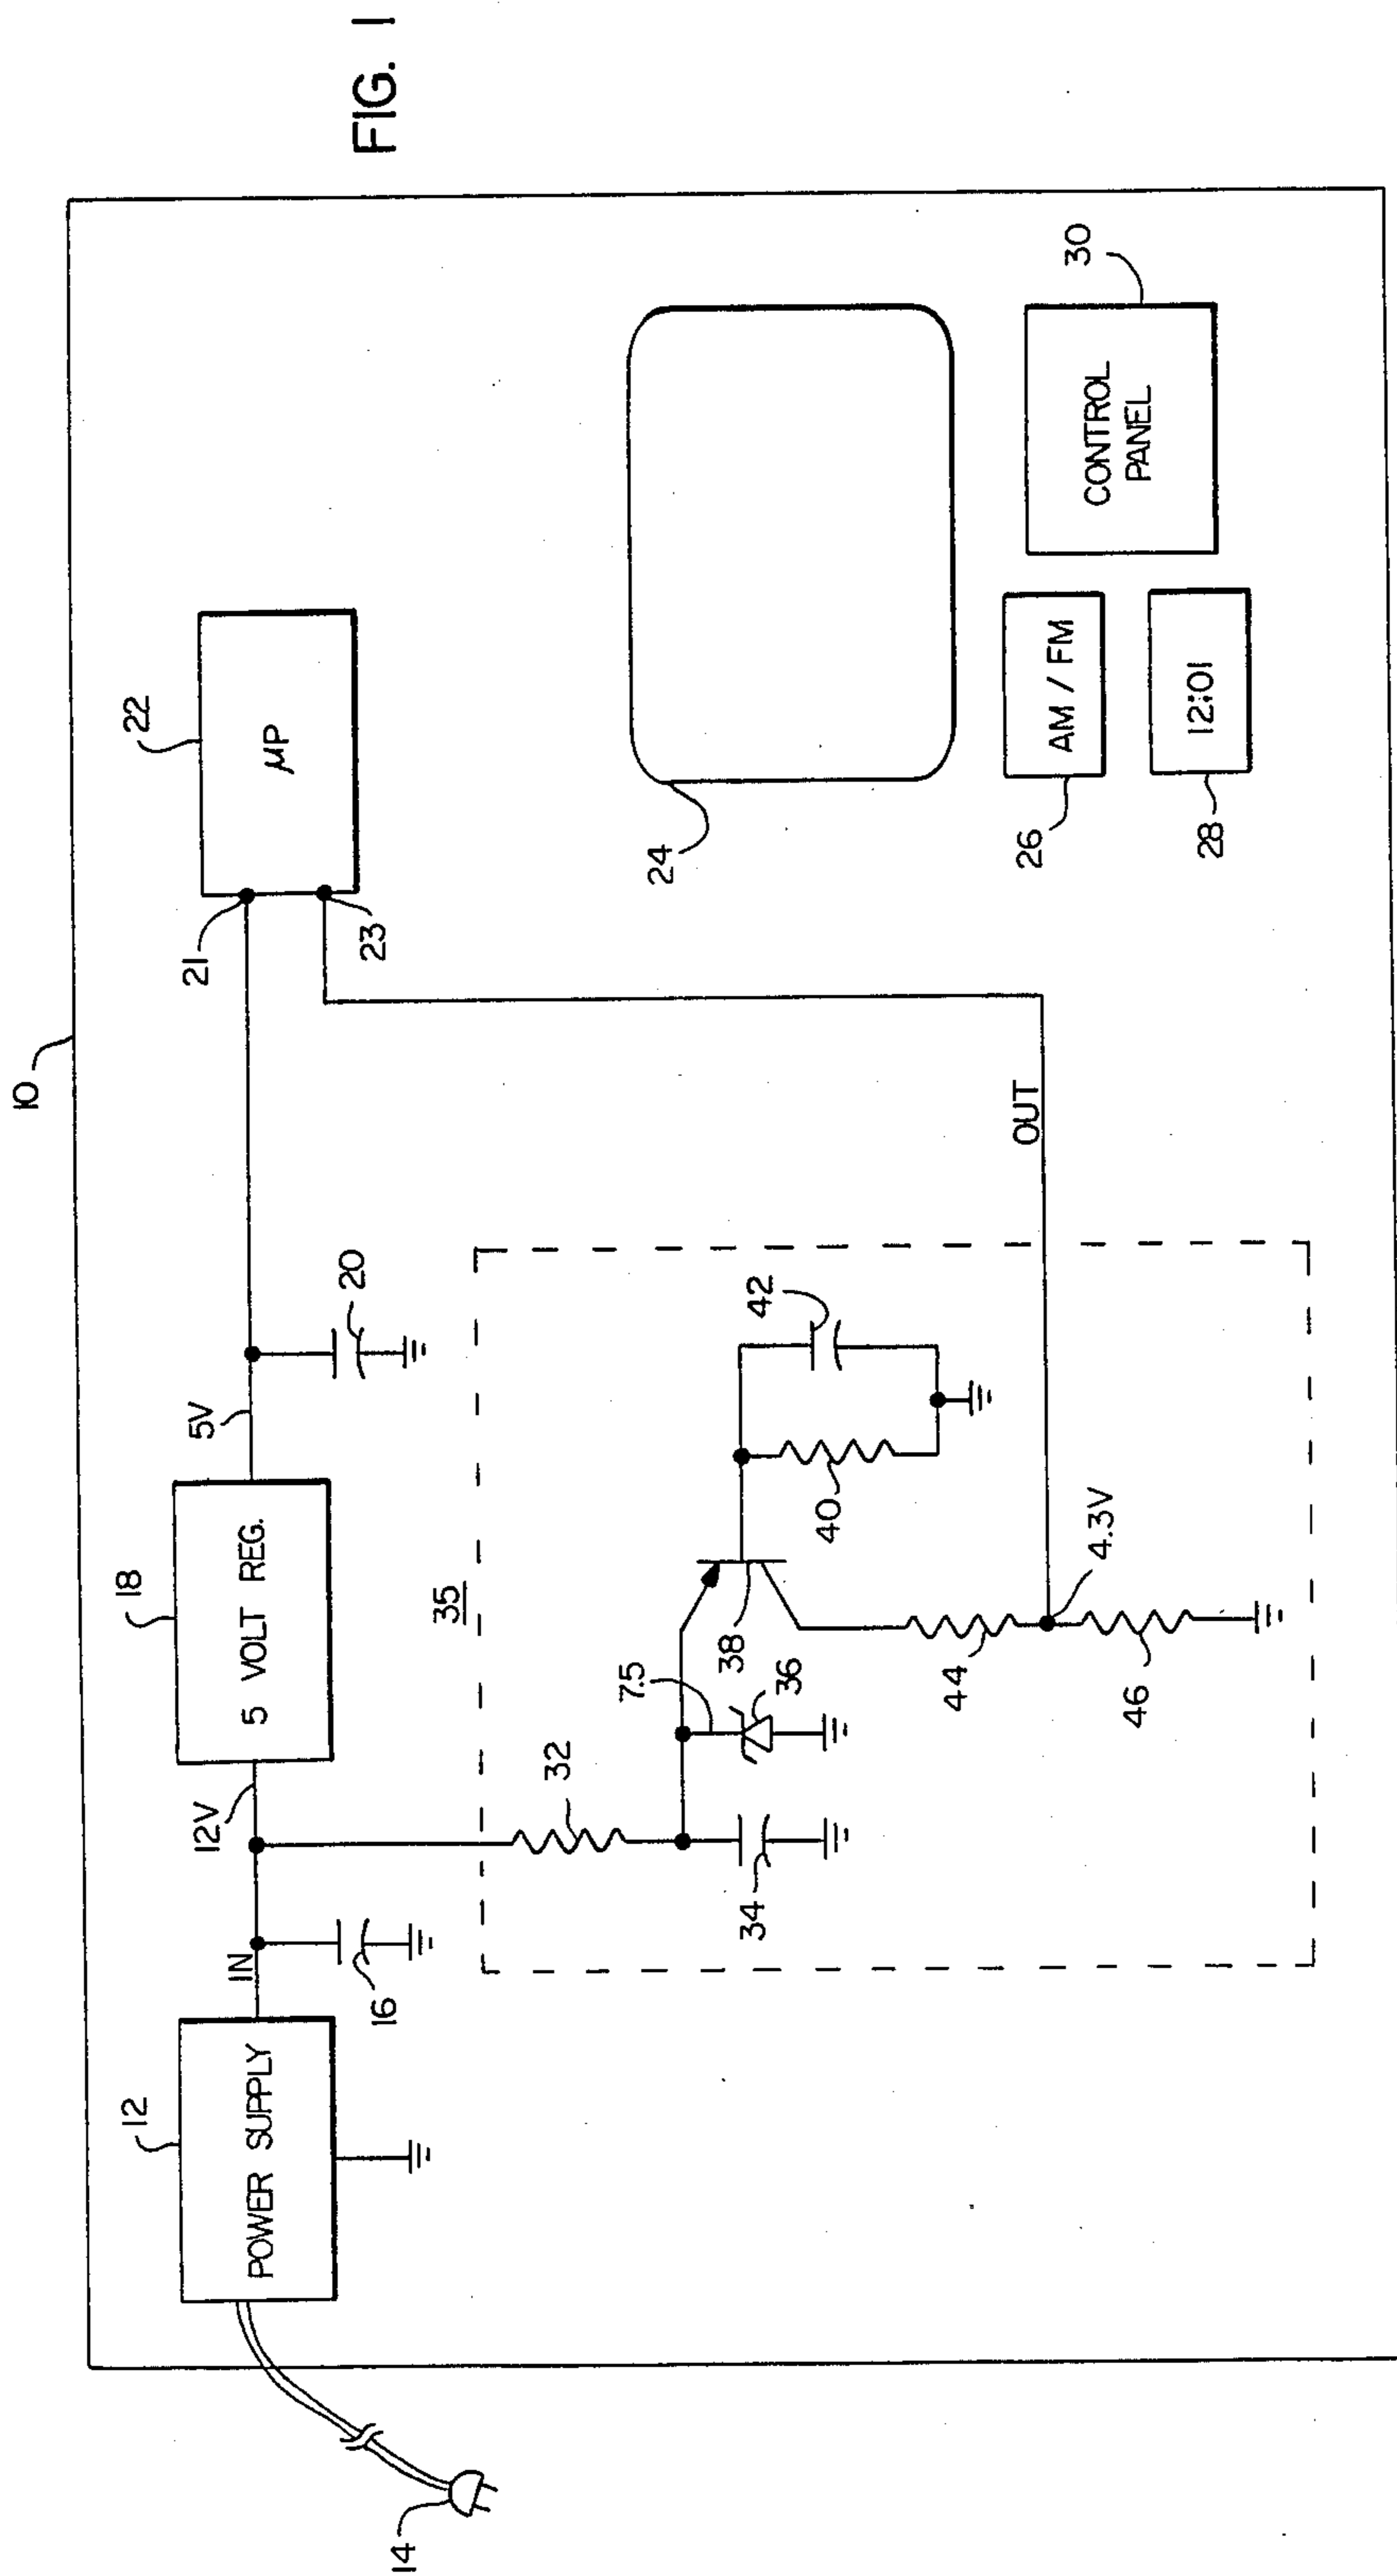 FIG. 1
10
12
POWER SUPPLY
14
IN
16
12V
18
5 VOLT REG.
5V
20
21
22
μP
23
35
32
34
7.5
36
38
40
42
44
4.3V
46
OUT
24
26
AM / FM
28
12:01
30
CONTROL
PANEL